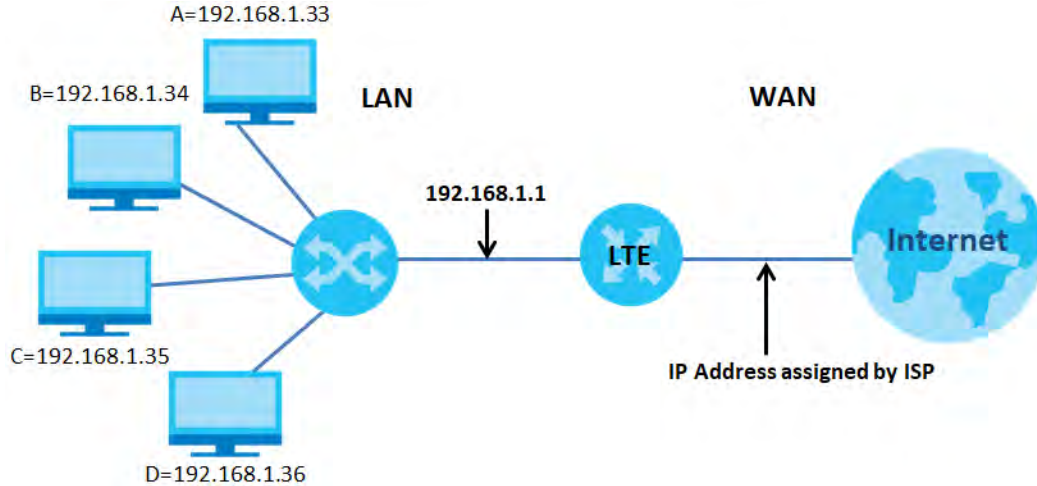 A=192.168.1.33
B=192.168.1.34
LAN
WAN
192.168.1.1
LTE
Internet
C=192.168.1.35
IP Address assigned by ISP
D=192.168.1.36